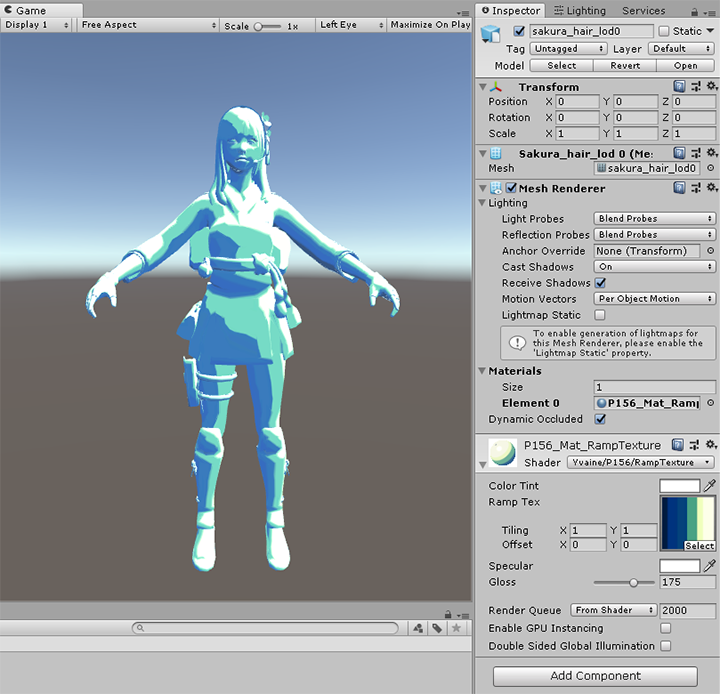 Game
Display 1
Free Aspect
Scale
1x
Left Eye
Maximize On Play
Inspector
Lighting
Services
sakura_hair_lod0
Static
Tag Untagged Layer Default
Model Select Revert Open
Transform
Position X 0 Y 0 Z 0
Rotation X 0 Y 0 Z 0
Scale X 1 Y 1 Z 1
Sakura_hair_lod 0 (Me:
Mesh sakura_hair_lod0
Mesh Renderer
Lighting
Light Probes Blend Probes
Reflection Probes Blend Probes
Anchor Override None (Transform)
Cast Shadows On
Receive Shadows
Motion Vectors Per Object Motion
Lightmap Static
To enable generation of lightmaps for
this Mesh Renderer, please enable the
'Lightmap Static' property.
Materials
Size 1
Element 0 P156_Mat_Ramp
Dynamic Occluded
P156_Mat_RampTexture
Shader Yvaine/P156/RampTexture
Color Tint
Ramp Tex
Tiling X 1 Y 1
Offset X 0 Y 0
Select
Specular
Gloss 175
Render Queue From Shader 2000
Enable GPU Instancing
Double Sided Global Illumination
Add Component